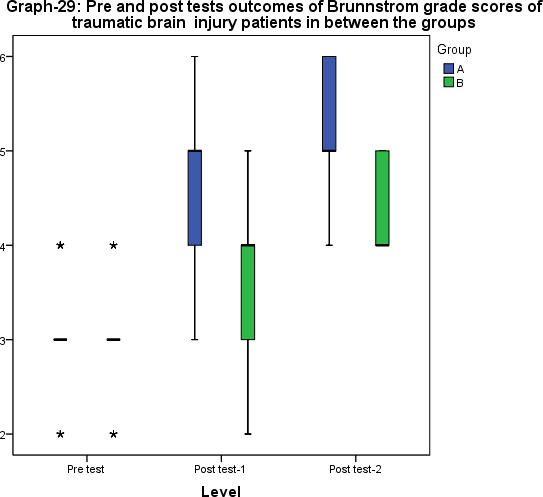 Graph-29: Pre and post tests outcomes of Brunnstrom grade scores of
traumatic brain injury patients in between the groups
Group
A
B
6
5
4
3
2
Pre test
Post test-1
Post test-2
Level